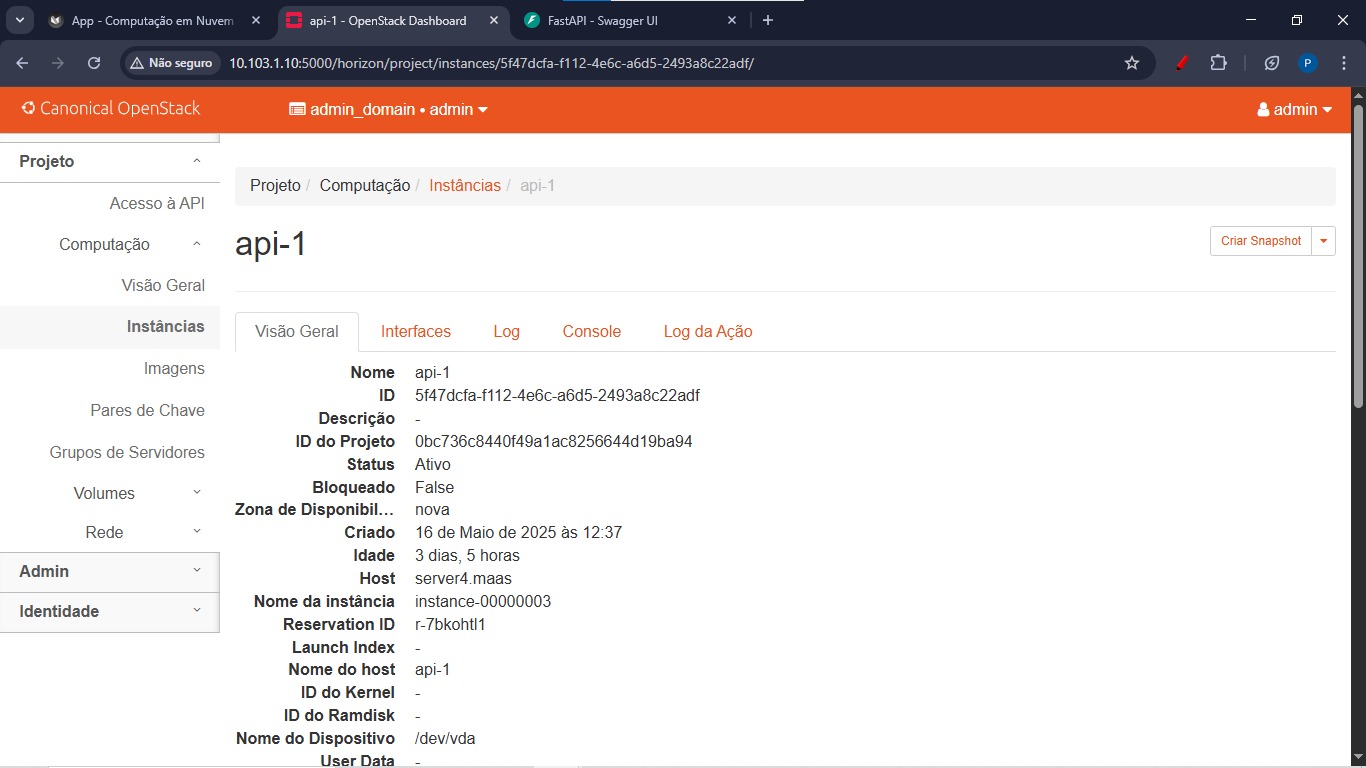 App - Computação em Nuvem
api-1 - OpenStack Dashboard
FastAPI - Swagger UI
Não seguro
10.103.1.10:5000/horizon/project/instances/5f47dcfa-f112-4e6c-a6d5-2493a8c22adf/
P
Canonical OpenStack
admin_domain • admin
admin
Projeto
Acesso à API
Computação
Visão Geral
Instâncias
Imagens
Pares de Chave
Grupos de Servidores
Volumes
Rede
Admin
Identidade
Projeto / Computação / Instâncias / api-1
api-1
Criar Snapshot
Visão Geral Interfaces Log Console Log da Ação
Nome api-1
ID 5f47dcfa-f112-4e6c-a6d5-2493a8c22adf
Descrição -
ID do Projeto 0bc736c8440f49a1ac8256644d19ba94
Status Ativo
Bloqueado False
Zona de Disponibil... nova
Criado 16 de Maio de 2025 às 12:37
Idade 3 dias, 5 horas
Host server4.maas
Nome da instância instance-00000003
Reservation ID r-7bkohtl1
Launch Index -
Nome do host api-1
ID do Kernel -
ID do Ramdisk -
Nome do Dispositivo /dev/vda
User Data -